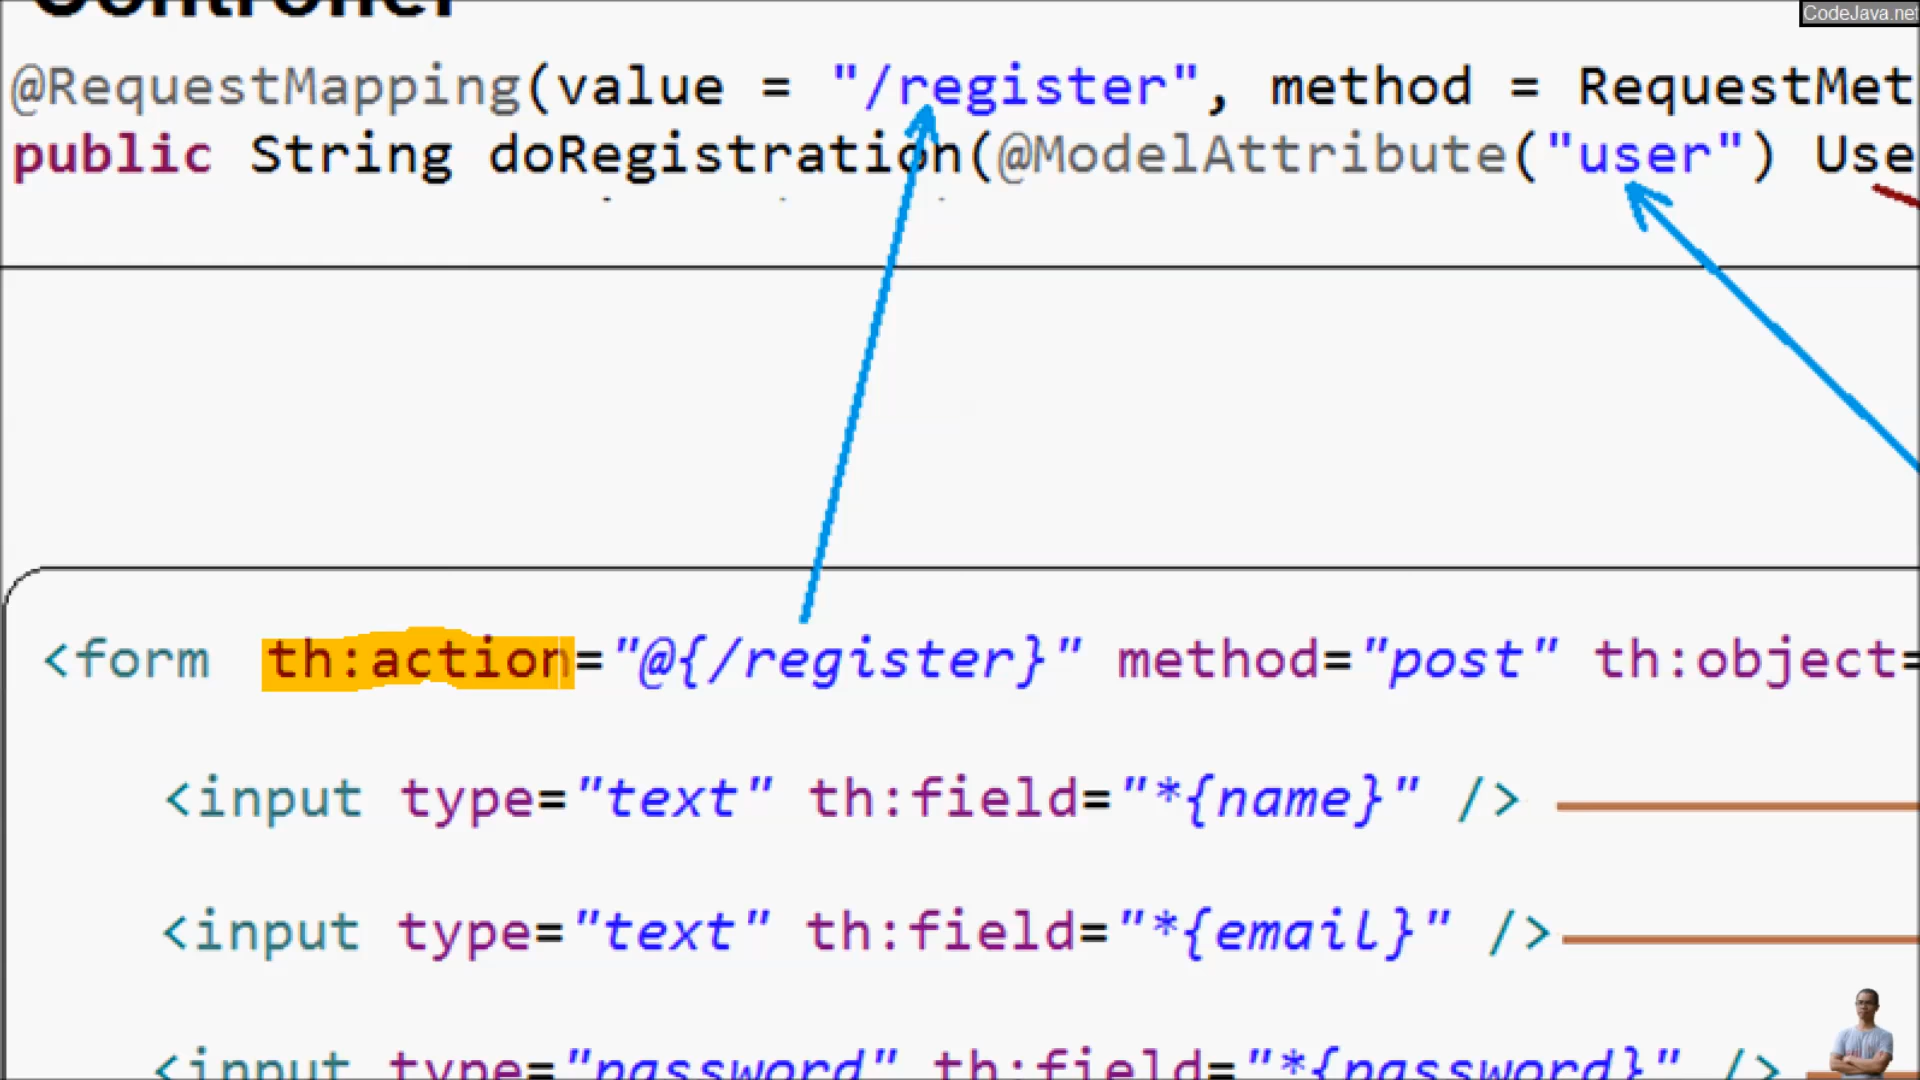 Controller
CodeJava.net
@RequestMapping(value = "/register", method = RequestMet
public String doRegistration(@ModelAttribute("user") Use
<form th:action="@{/register}" method="post" th:object=
<input type="text" th:field="*{name}" />
<input type="text" th:field="*{email}" />
<input type="password" th:field="*{password}" />